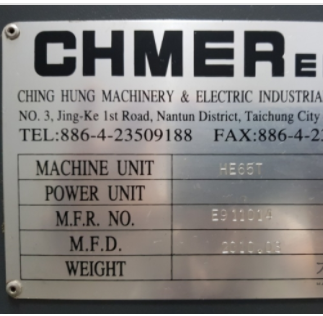 CHMER E
CHING HUNG MACHINERY & ELECTRIC INDUSTRIA
NO. 3, Jing-Ke 1st Road, Nantun District, Taichung City
TEL:886-4-23509188 FAX:886-4-2
MACHINE UNIT HE65T
POWER UNIT
M.F.R. NO.
M.F.D.
WEIGHT